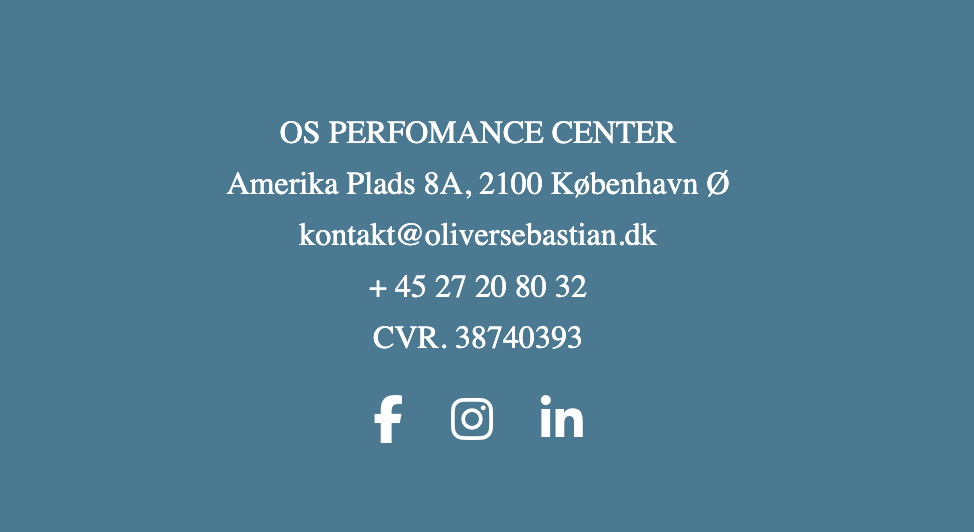 OS PERFOMANCE CENTER
Amerika Plads 8A, 2100 København Ø
kontakt@oliversebastian.dk
+ 45 27 20 80 32
CVR. 38740393